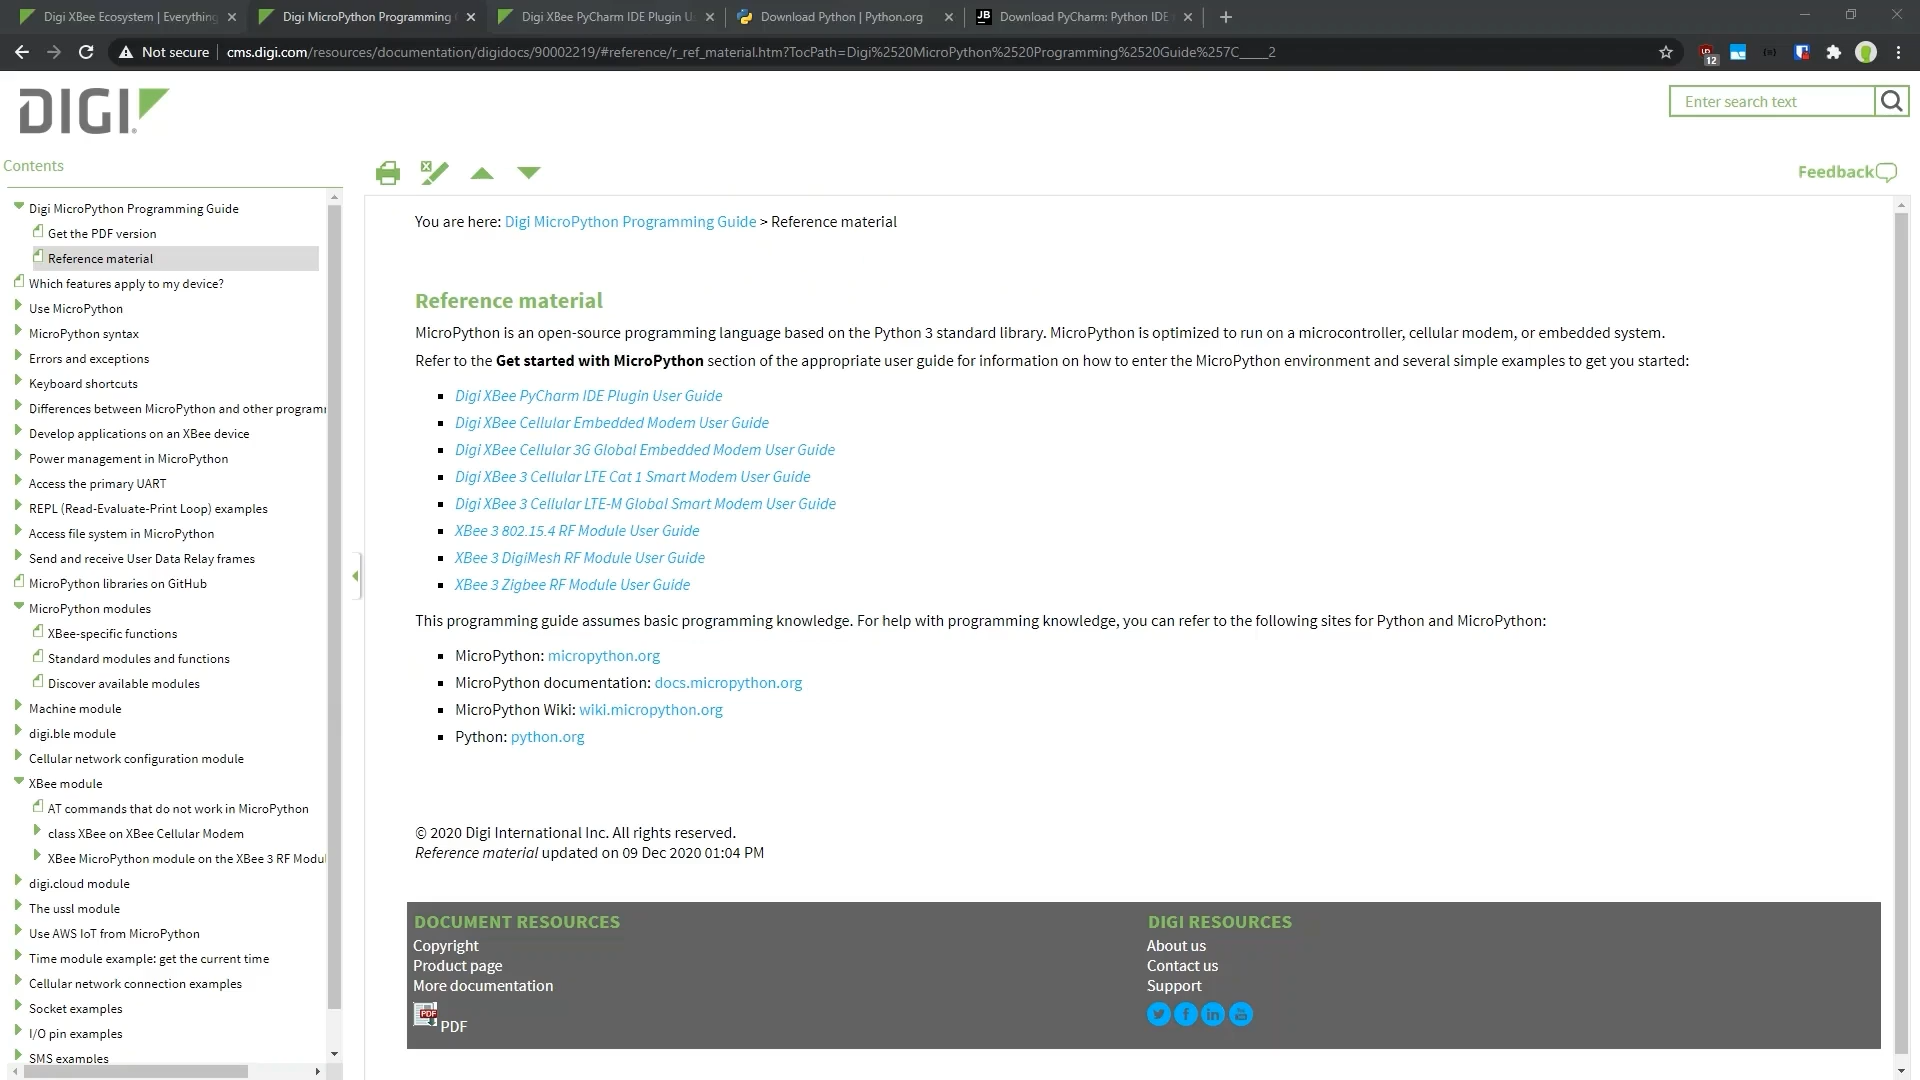 Digi XBee Ecosystem | Everything
Digi MicroPython Programming
Digi XBee PyCharm IDE Plugin U
Download Python | Python.org
Download PyCharm: Python IDE
Not secure
cms.digi.com/resources/documentation/digidocs/90002219/#reference/r_ref_material.htm?TocPath=Digi%2520MicroPython%2520Programming%2520Guide%257C_____2
12
DIGI
Enter search text
Contents
Feedback
Digi MicroPython Programming Guide
Get the PDF version
Reference material
Which features apply to my device?
Use MicroPython
MicroPython syntax
Errors and exceptions
Keyboard shortcuts
Differences between MicroPython and other program
Develop applications on an XBee device
Power management in MicroPython
Access the primary UART
REPL (Read-Evaluate-Print Loop) examples
Access file system in MicroPython
Send and receive User Data Relay frames
MicroPython libraries on GitHub
MicroPython modules
XBee-specific functions
Standard modules and functions
Discover available modules
Machine module
digi.ble module
Cellular network configuration module
XBee module
AT commands that do not work in MicroPython
class XBee on XBee Cellular Modem
XBee MicroPython module on the XBee 3 RF Modul
digi.cloud module
The ussl module
Use AWS IoT from MicroPython
Time module example: get the current time
Cellular network connection examples
Socket examples
I/O pin examples
SMS examples
You are here: Digi MicroPython Programming Guide > Reference material
Reference material
MicroPython is an open-source programming language based on the Python 3 standard library. MicroPython is optimized to run on a microcontroller, cellular modem, or embedded system.
Refer to the Get started with MicroPython section of the appropriate user guide for information on how to enter the MicroPython environment and several simple examples to get you started:
Digi XBee PyCharm IDE Plugin User Guide
Digi XBee Cellular Embedded Modem User Guide
Digi XBee Cellular 3G Global Embedded Modem User Guide
Digi XBee 3 Cellular LTE Cat 1 Smart Modem User Guide
Digi XBee 3 Cellular LTE-M Global Smart Modem User Guide
XBee 3 802.15.4 RF Module User Guide
XBee 3 DigiMesh RF Module User Guide
XBee 3 Zigbee RF Module User Guide
This programming guide assumes basic programming knowledge. For help with programming knowledge, you can refer to the following sites for Python and MicroPython:
MicroPython: micropython.org
MicroPython documentation: docs.micropython.org
MicroPython Wiki: wiki.micropython.org
Python: python.org
© 2020 Digi International Inc. All rights reserved.
Reference material updated on 09 Dec 2020 01:04 PM
DOCUMENT RESOURCES
Copyright
Product page
More documentation
PDF
DIGI RESOURCES
About us
Contact us
Support